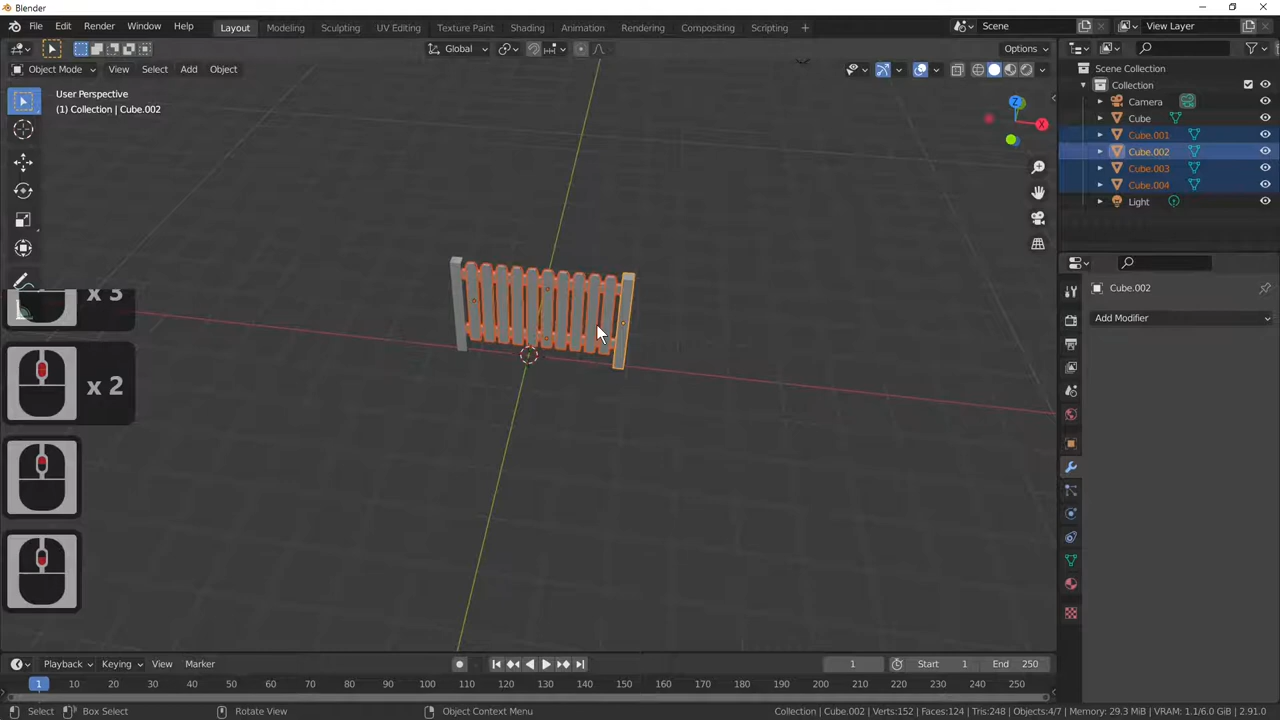 Blender
File Edit Render Window Help Layout Modeling Sculpting UV Editing Texture Paint Shading Animation Rendering Compositing Scripting + Scene View Layer
Global Options
Object Mode View Select Add Object
User Perspective
(1) Collection | Cube.002
Z
X
Scene Collection
Collection
Camera
Cube
Cube.001
Cube.002
Cube.003
Cube.004
Light
Cube.002
Add Modifier
x 3
x 2
Playback Keying View Marker 1 Start 1 End 250
1 10 20 30 40 50 60 70 80 90 100 110 120 130 140 150 160 170 180 190 200 210 220 230 240 250
Select Box Select Rotate View Object Context Menu Collection | Cube.002 | Verts:152 | Faces:124 | Tris:248 | Objects:4/7 | Memory: 29.3 MiB | VRAM: 1.1/6.0 GiB | 2.91.0